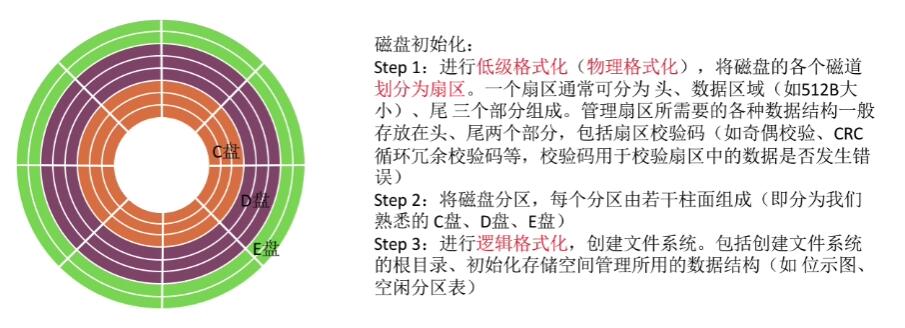 C盘
D盘
E盘
磁盘初始化：
Step 1：进行低级格式化（物理格式化），将磁盘的各个磁道
划分为扇区。一个扇区通常可分为 头、数据区域（如512B大
小）、尾 三个部分组成。管理扇区所需要的各种数据结构一般
存放在头、尾两个部分，包括扇区校验码（如奇偶校验、CRC
循环冗余校验码等，校验码用于校验扇区中的数据是否发生错
误）
Step 2：将磁盘分区，每个分区由若干柱面组成（即分为我们
熟悉的 C盘、D盘、E盘）
Step 3：进行逻辑格式化，创建文件系统。包括创建文件系统
的根目录、初始化存储空间管理所用的数据结构（如 位示图、
空闲分区表）